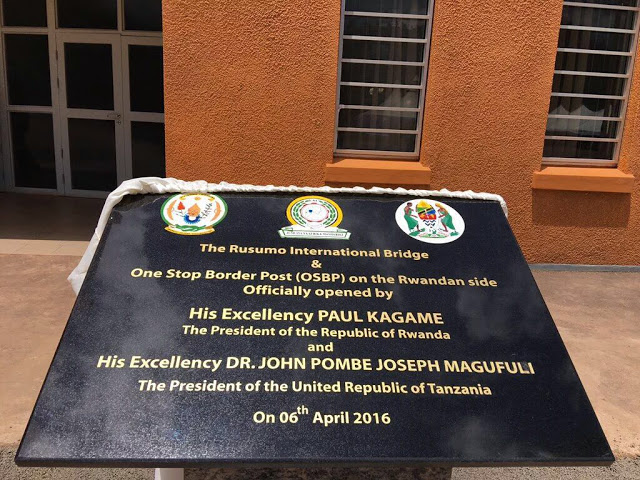 The Rusumo International Bridge
&
One Stop Border Post (OSBP) on the Rwandan side
Officially opened by
His Excellency PAUL KAGAME
The President of the Republic of Rwanda
and
His Excellency DR. JOHN POMBE JOSEPH MAGUFULI
The President of the United Republic of Tanzania
On 06th April 2016